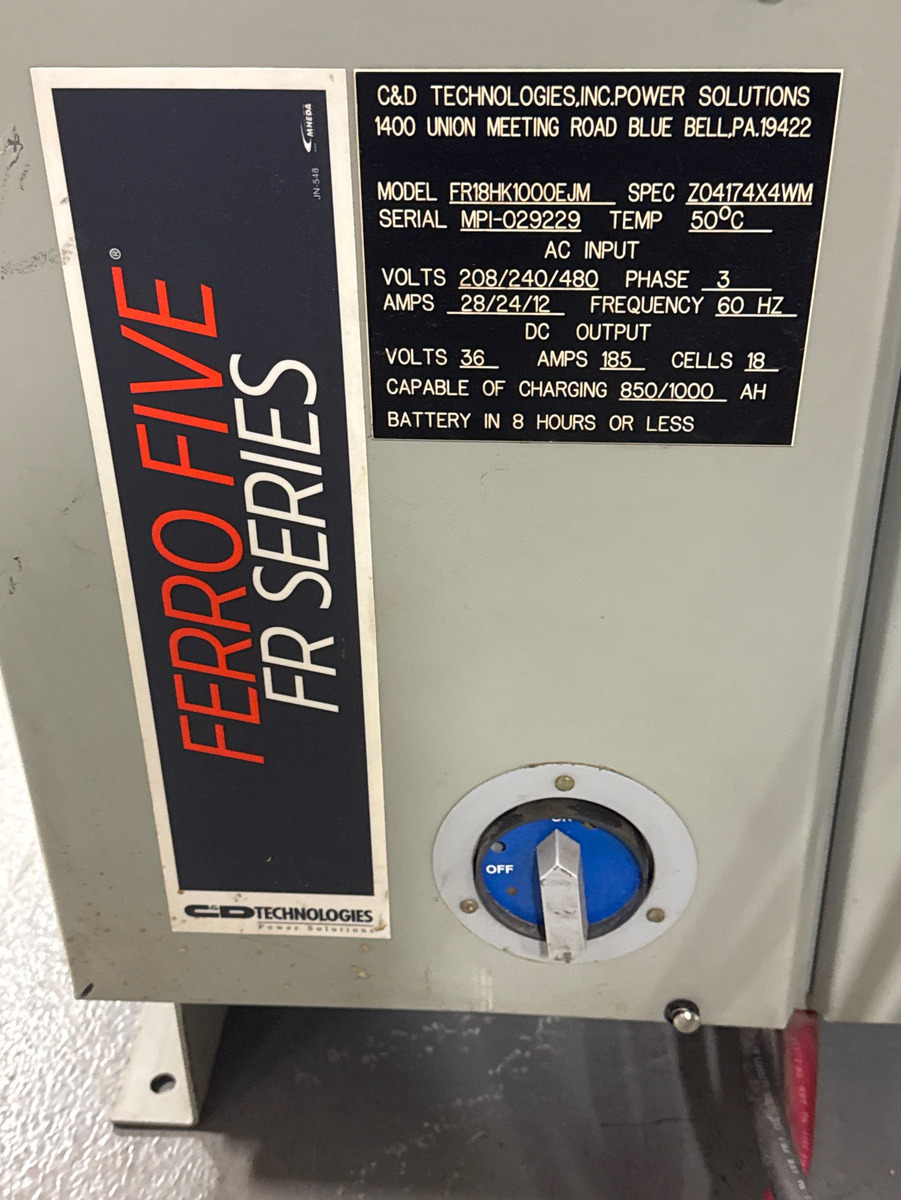 C&D TECHNOLOGIES,INC.POWER SOLUTIONS
1400 UNION MEETING ROAD BLUE BELL,PA.19422
MODEL FR18HK1000EJM SPEC Z04174X4WM
SERIAL MPI-029229 TEMP 50°C
AC INPUT
VOLTS 208/240/480 PHASE 3
AMPS 28/24/12 FREQUENCY 60 HZ
DC OUTPUT
VOLTS 36 AMPS 185 CELLS 18
CAPABLE OF CHARGING 850/1000 AH
BATTERY IN 8 HOURS OR LESS
FERRO FIVE®
FR SERIES
MHEDA
JN-548
C&D TECHNOLOGIES
Power Solutions
ON
OFF